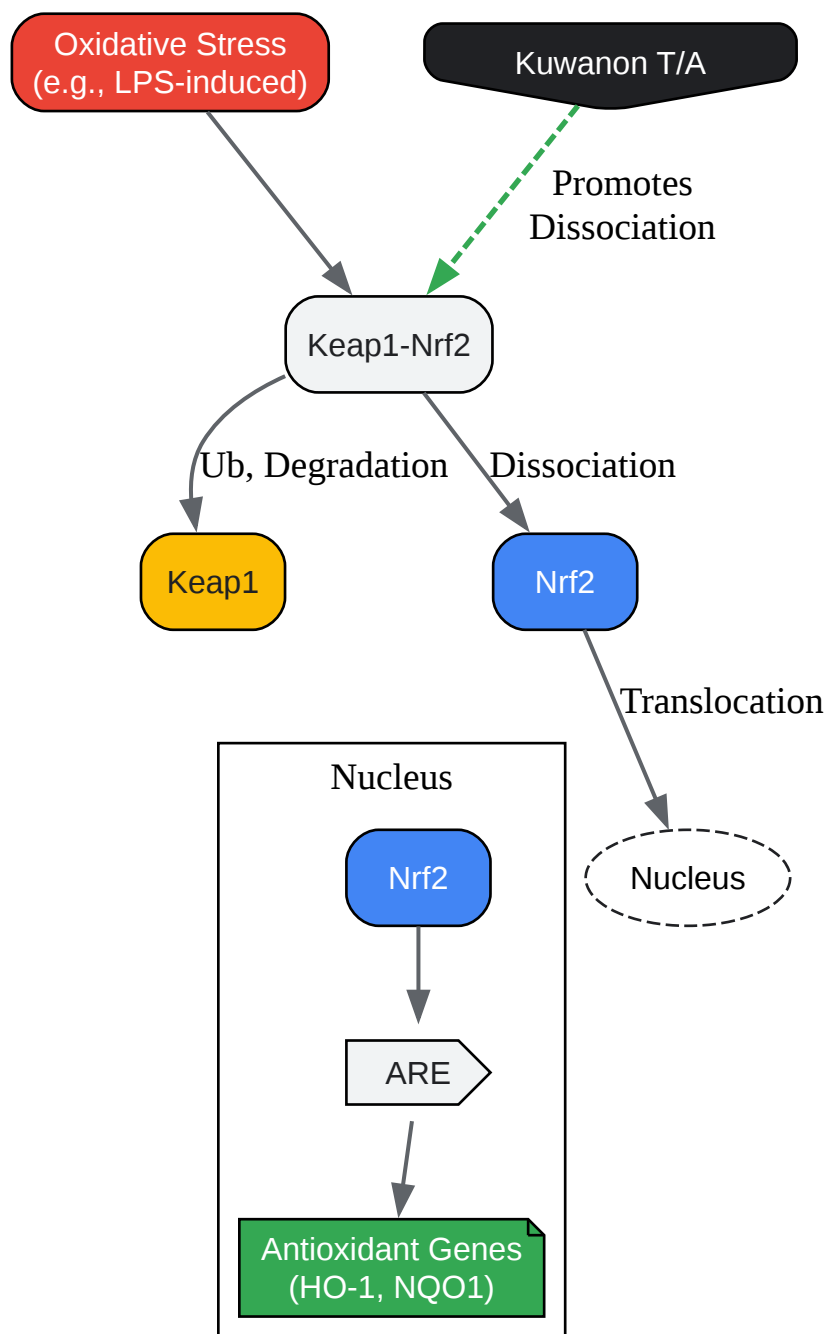 Oxidative Stress
(e.g., LPS-induced)
Kuwanon T/A
Promotes
Dissociation
Keap1-Nrf2
Ub, Degradation
Dissociation
Keap1
Nrf2
Translocation
Nucleus
Nrf2
Nucleus
ARE
Antioxidant Genes
(HO-1, NQO1)